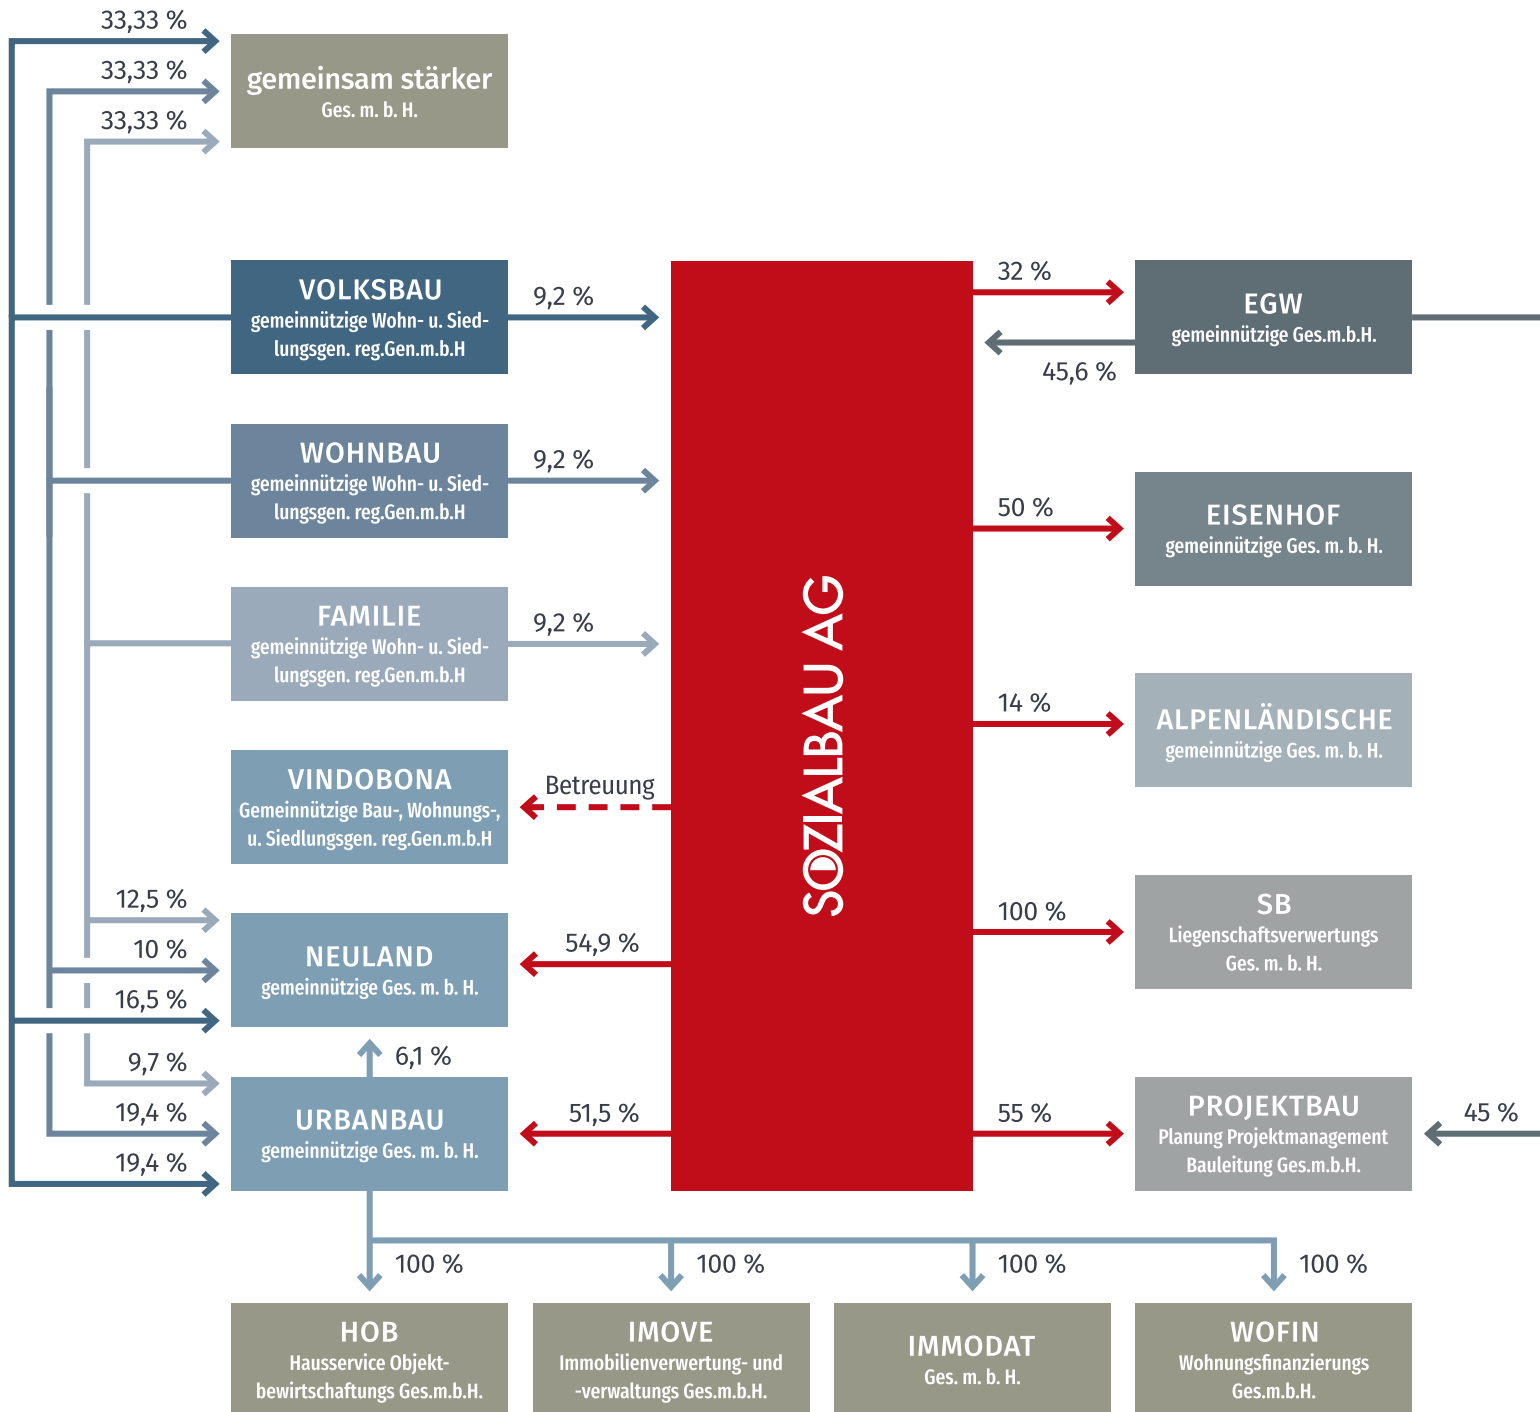 33,33 %
33,33 %
33,33 %
gemeinsam stärker
Ges. m. b. H.
VOLKSBAU
gemeinnützige Wohn- u. Sied-
lungsgen. reg.Gen.m.b.H
9,2 %
WOHNBAU
gemeinnützige Wohn- u. Sied-
lungsgen. reg.Gen.m.b.H
9,2 %
FAMILIE
gemeinnützige Wohn- u. Sied-
lungsgen. reg.Gen.m.b.H
9,2 %
VINDOBONA
Gemeinnützige Bau-, Wohnungs-,
u. Siedlungsgen. reg.Gen.m.b.H
Betreuung
12,5 %
10 %
16,5 %
NEULAND
gemeinnützige Ges. m. b. H.
54,9 %
6,1 %
9,7 %
19,4 %
19,4 %
URBANBAU
gemeinnützige Ges. m. b. H.
51,5 %
SOZIALBAU AG
32 %
45,6 %
EGW
gemeinnützige Ges.m.b.H.
50 %
EISENHOF
gemeinnützige Ges. m. b. H.
14 %
ALPENLÄNDISCHE
gemeinnützige Ges. m. b. H.
100 %
SB
Liegenschaftsverwertungs
Ges. m. b. H.
55 %
PROJEKTBAU
Planung Projektmanagement
Bauleitung Ges.m.b.H.
45 %
100 %
100 %
100 %
100 %
HOB
Hausservice Objekt-
bewirtschaftungs Ges.m.b.H.
IMOVE
Immobilienverwertung- und
-verwaltungs Ges.m.b.H.
IMMODAT
Ges. m. b. H.
WOFIN
Wohnungsfinanzierungs
Ges.m.b.H.